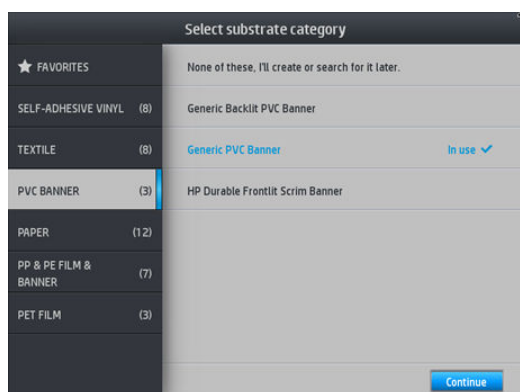 Select substrate category
FAVORITES
SELF-ADHESIVE VINYL (8)
TEXTILE (8)
PVC BANNER (3)
PAPER (12)
PP & PE FILM &
BANNER (7)
PET FILM (3)
None of these, I'll create or search for it later.
Generic Backlit PVC Banner
Generic PVC Banner In use
HP Durable Frontlit Scrim Banner
Continue